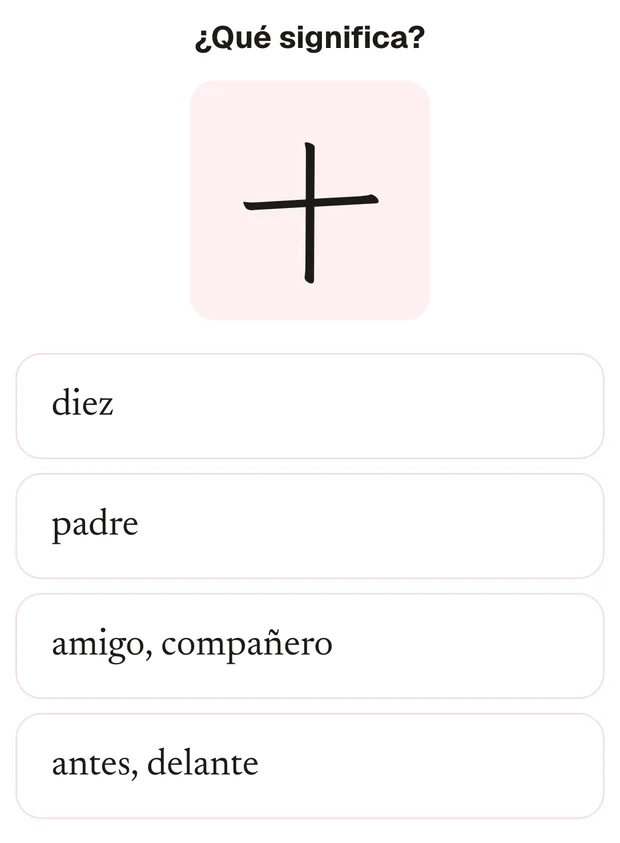 ¿Qué significa?
十
diez
padre
amigo, compañero
antes, delante